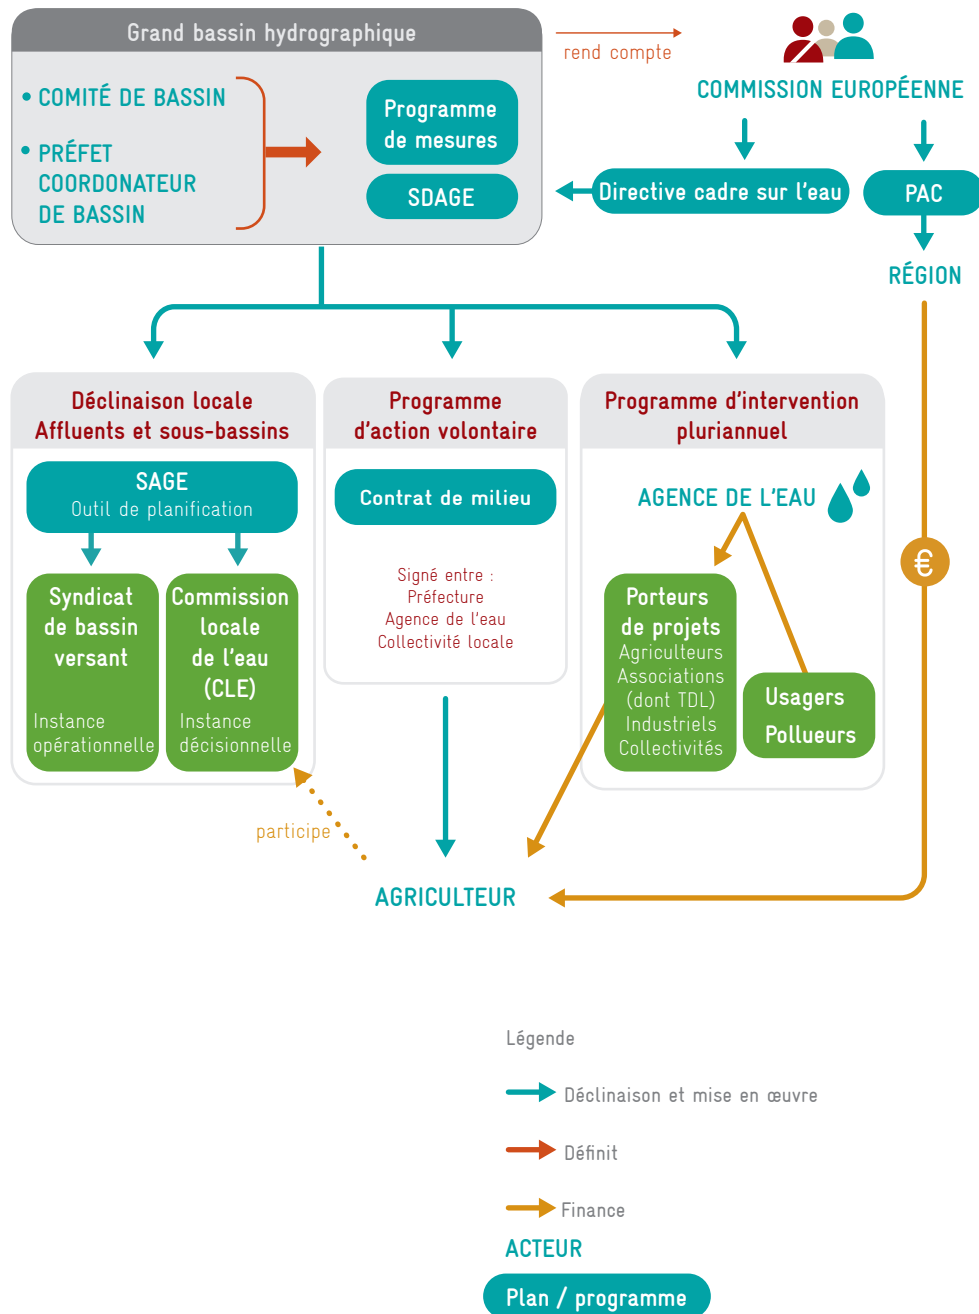 Grand bassin hydrographique
rend compte
• COMITÉ DE BASSIN
• PRÉFET
COORDONATEUR
DE BASSIN
Programme
de mesures
SDAGE
COMMISSION EUROPÉENNE
Directive cadre sur l'eau
PAC
RÉGION
Déclinaison locale
Affluents et sous-bassins
SAGE
Outil de planification
Syndicat
de bassin
versant
Instance
opérationnelle
Commission
locale
de l'eau
(CLE)
Instance
décisionnelle
Programme
d'action volontaire
Contrat de milieu
Signé entre :
Préfecture
Agence de l'eau
Collectivité locale
Programme d'intervention
pluriannuel
AGENCE DE L'EAU
Porteurs
de projets
Agriculteurs
Associations
(dont TDL)
Industriels
Collectivités
Usagers
Pollueurs
€
participe
AGRICULTEUR
Légende
Déclinaison et mise en œuvre
Définit
Finance
ACTEUR
Plan / programme